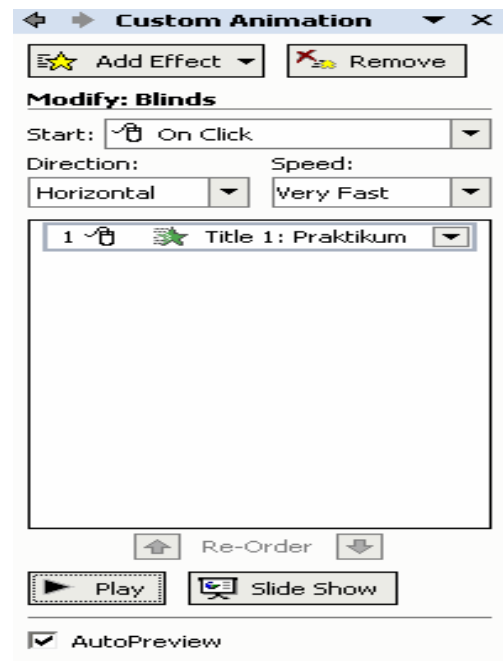 Custom Animation
Add Effect Remove
Modify: Blinds
Start: On Click
Direction: Speed:
Horizontal Very Fast
1 Title 1: Praktikum
Re-Order
Play Slide Show
AutoPreview